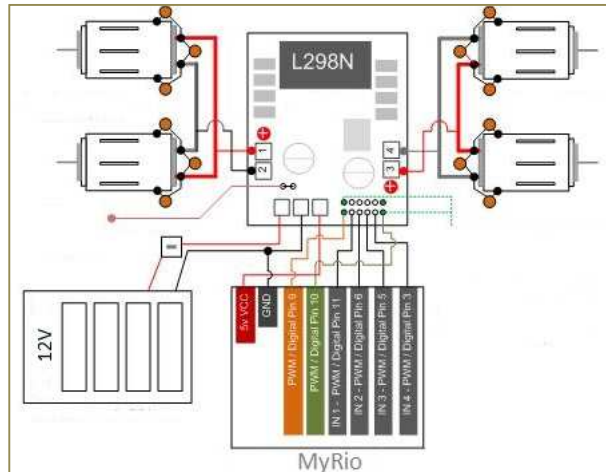 L298N
1
2
4
3
12V
5v VCC
GND
PWM / Digital Pin 9
PWM / Digital Pin 10
IN 1 - PWM / Digital Pin 11
IN 2 - PWM / Digital Pin 6
IN 3 - PWM / Digital Pin 5
IN 4 - PWM / Digital Pin 3
MyRio